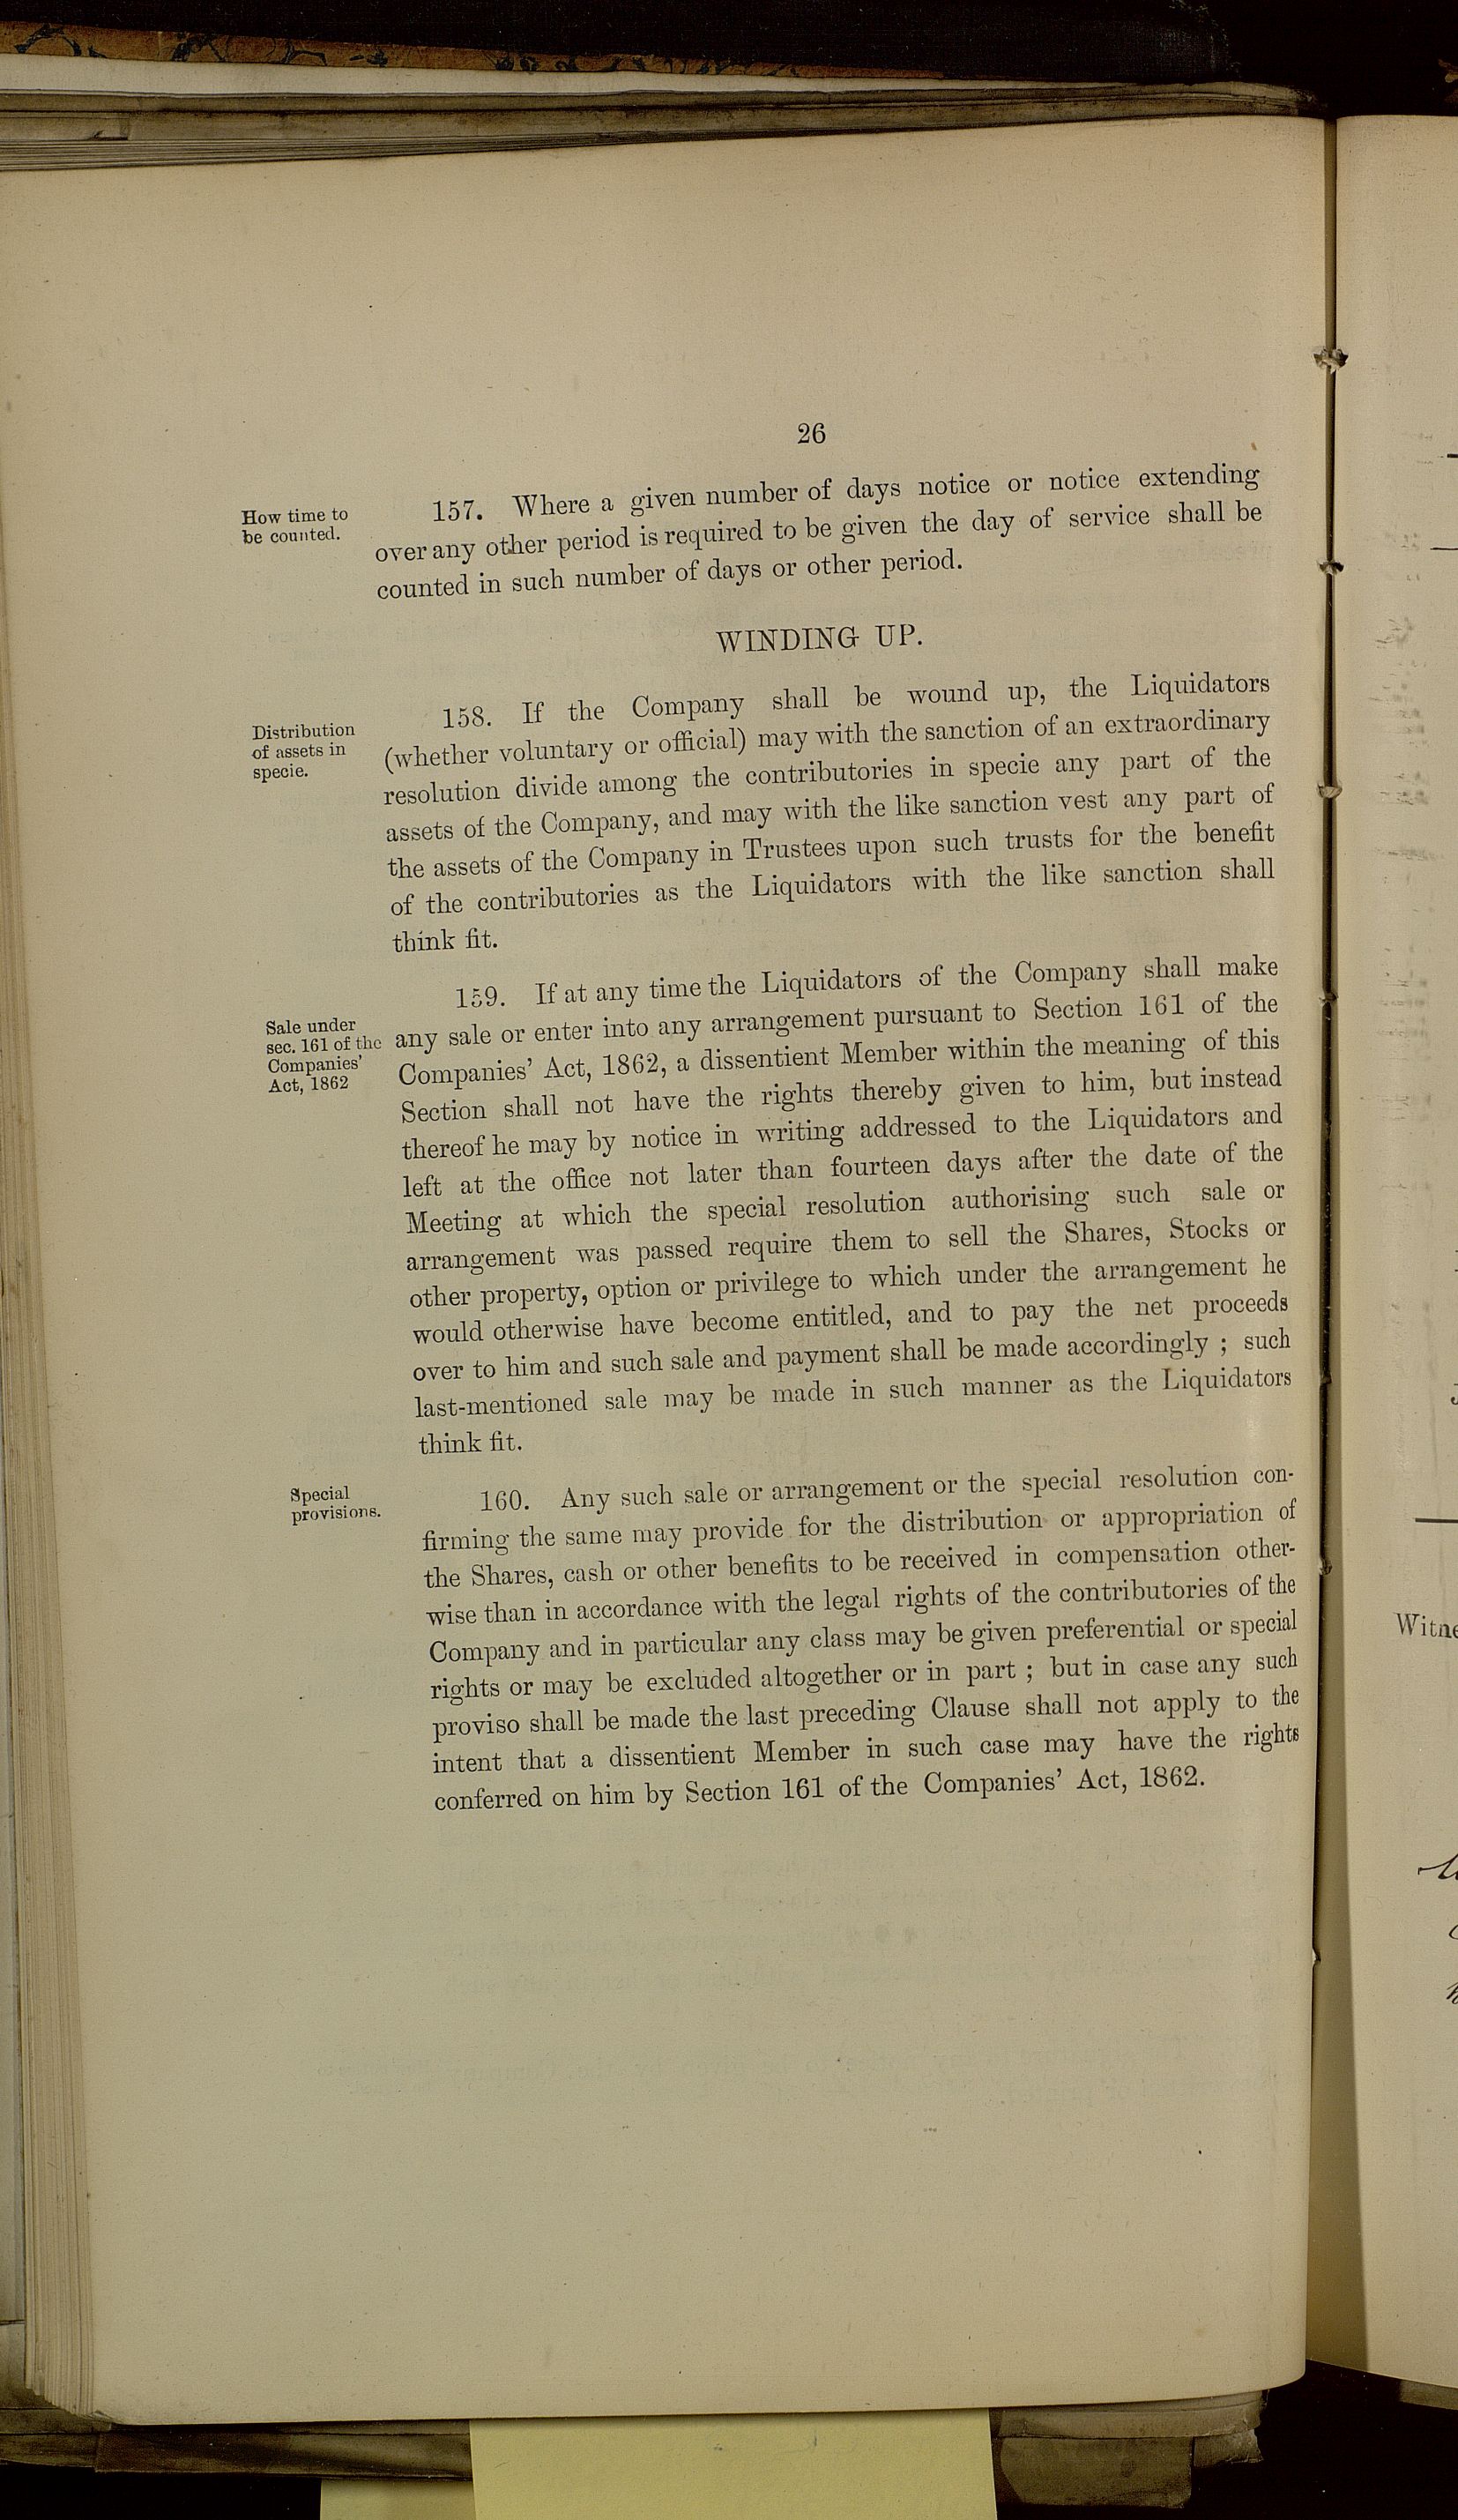 26
How time to
be counted.
157. Where a given number of days notice or notice extending
over any other period is required to be given the day of service shall be
counted in such number of days or other period.
WINDING UP.
Distribution
of assets in
specie.
158. If the Company shall be wound up, the Liquidators
(whether voluntary or official) may with the sanction of an extraordinary
resolution divide among the contributories in specie any part of the
assets of the Company, and may with the like sanction vest any part of
the assets of the Company in Trustees upon such trusts for the benefit
of the contributories as the Liquidators with the like sanction shall
think fit.
Sale under
sec. 161 of the
Companies'
Act, 1862
159. If at any time the Liquidators of the Company shall make
any sale or enter into any arrangement pursuant to Section 161 of the
Companies' Act, 1862, a dissentient Member within the meaning of this
Section shall not have the rights thereby given to him, but instead
thereof he may by notice in writing addressed to the Liquidators and
left at the office not later than fourteen days after the date of the
Meeting at which the special resolution authorising such sale or
arrangement was passed require them to sell the Shares, Stocks or
other property, option or privilege to which under the arrangement he
would otherwise have become entitled, and to pay the net proceeds
over to him and such sale and payment shall be made accordingly ; such
last-mentioned sale may be made in such manner as the Liquidators
think fit.
Special
provisions.
160. Any such sale or arrangement or the special resolution con-
firming the same may provide for the distribution or appropriation of
the Shares, cash or other benefits to be received in compensation other-
wise than in accordance with the legal rights of the contributories of the
Company and in particular any class may be given preferential or special
rights or may be excluded altogether or in part ; but in case any such
proviso shall be made the last preceding Clause shall not apply to the
intent that a dissentient Member in such case may have the rights
conferred on him by Section 161 of the Companies' Act, 1862.
Witne